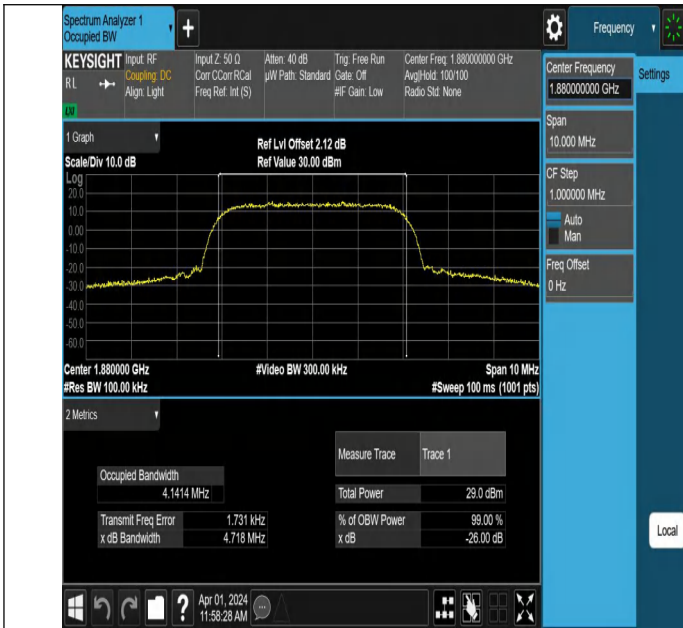 Spectrum Analyzer 1
Occupied BW
Frequency
KEYSIGHT
RL
LXI
Input: RF
Coupling: DC
Align: Light
Input Z: 50 Ω
Corr CCorr RCal
Freq Ref: Int (S)
Atten: 40 dB
µW Path: Standard
Trig: Free Run
Gate: Off
#IF Gain: Low
Center Freq: 1.880000000 GHz
Avg|Hold: 100/100
Radio Std: None
Center Frequency
1.880000000 GHz
Settings
Span
10.000 MHz
CF Step
1.000000 MHz
Auto
Man
Freq Offset
0 Hz
Local
1 Graph
Scale/Div 10.0 dB
Ref Lvl Offset 2.12 dB
Ref Value 30.00 dBm
Log
20.0
10.0
0.00
-10.0
-20.0
-30.0
-40.0
-50.0
-60.0
Center 1.880000 GHz
#Video BW 300.00 kHz
Span 10 MHz
#Res BW 100.00 kHz
#Sweep 100 ms (1001 pts)
2 Metrics
Measure Trace Trace 1
Occupied Bandwidth
4.1414 MHz
Total Power 29.0 dBm
Transmit Freq Error 1.731 kHz
% of OBW Power 99.00 %
x dB Bandwidth 4.718 MHz
x dB -26.00 dB
?
Apr 01, 2024
11:58:28 AM